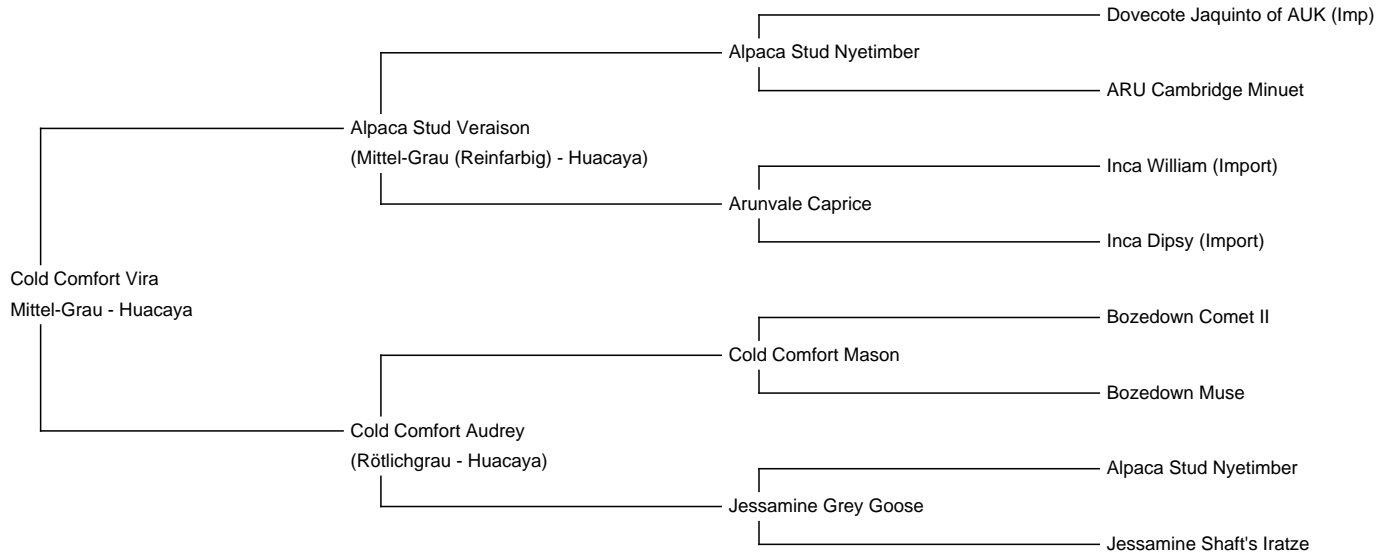 Dovecote Jaquinto of AUK (Imp)
Alpaca Stud Nyetimber
ARU Cambridge Minuet
Alpaca Stud Veraison
(Mittel-Grau (Reinfarbig) - Huacaya)
Inca William (Import)
Arunvale Caprice
Inca Dipsy (Import)
Cold Comfort Vira
Mittel-Grau - Huacaya
Bozedown Comet II
Cold Comfort Mason
Bozedown Muse
Cold Comfort Audrey
(Rötlichgrau - Huacaya)
Alpaca Stud Nyetimber
Jessamine Grey Goose
Jessamine Shaft's Iratze